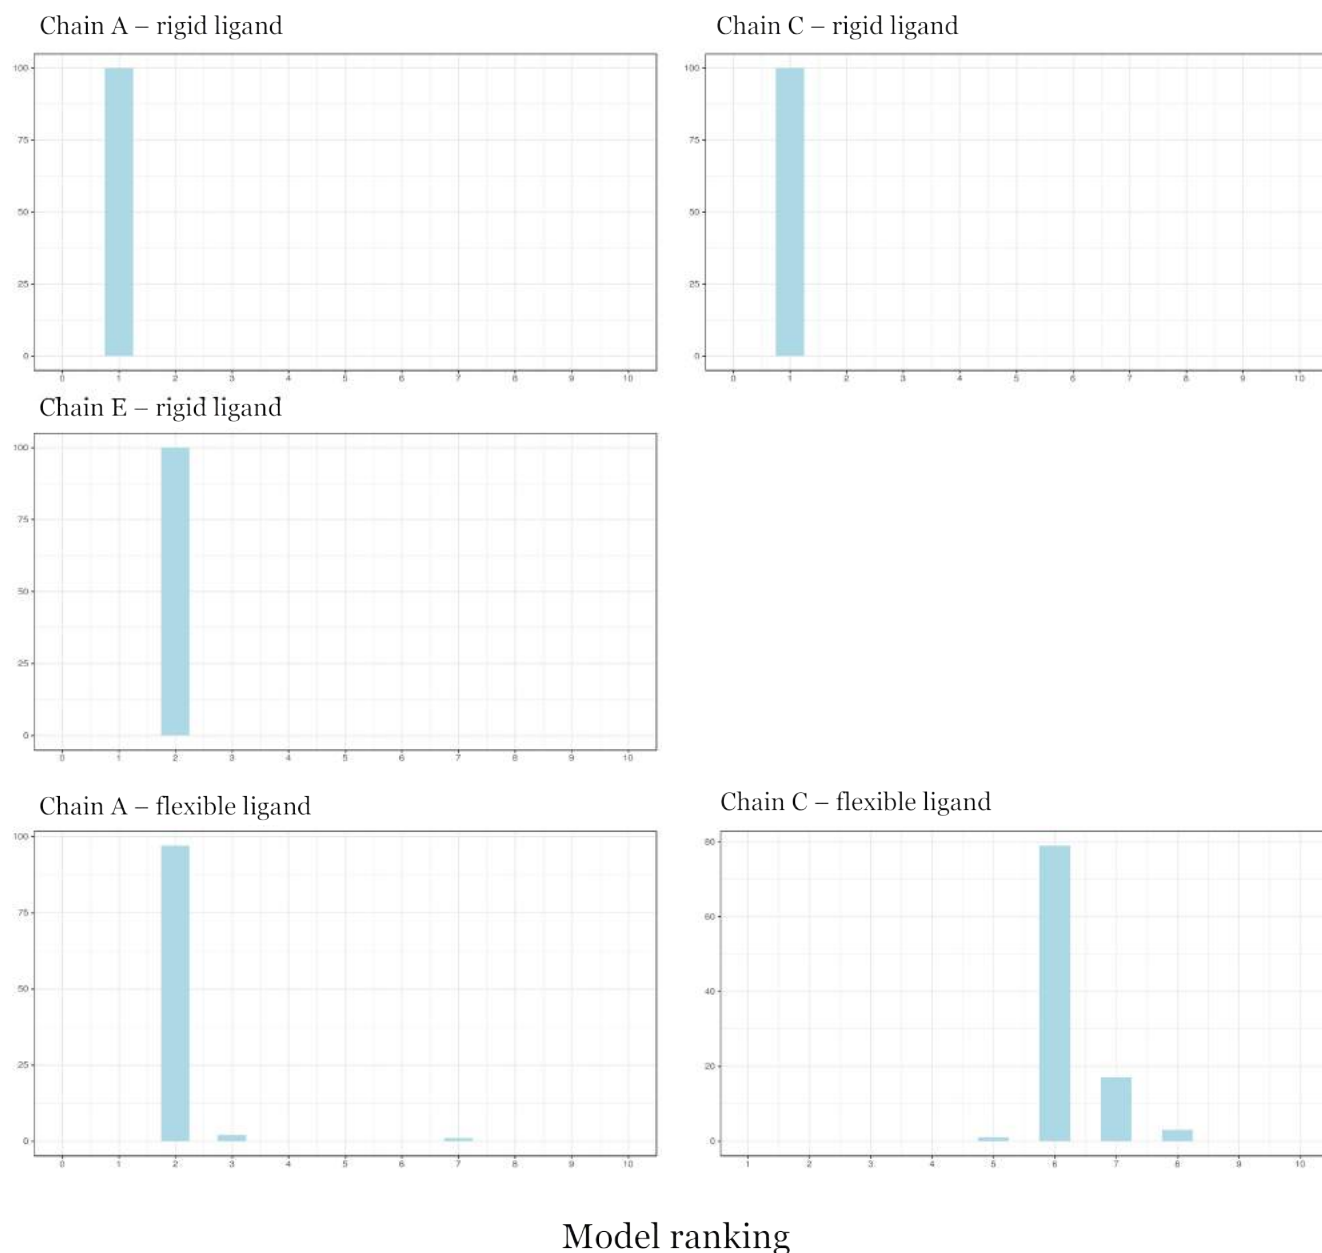 Chain A – rigid ligand
100
75
50
25
0
0 1 2 3 4 5 6 7 8 9 10
Chain C – rigid ligand
100
75
50
25
0
0 1 2 3 4 5 6 7 8 9 10
Chain E – rigid ligand
100
75
50
25
0
0 1 2 3 4 5 6 7 8 9 10
Chain A – flexible ligand
100
75
50
25
0
0 1 2 3 4 5 6 7 8 9 10
Chain C – flexible ligand
80
60
40
20
0
1 2 3 4 5 6 7 8 9 10
Model ranking